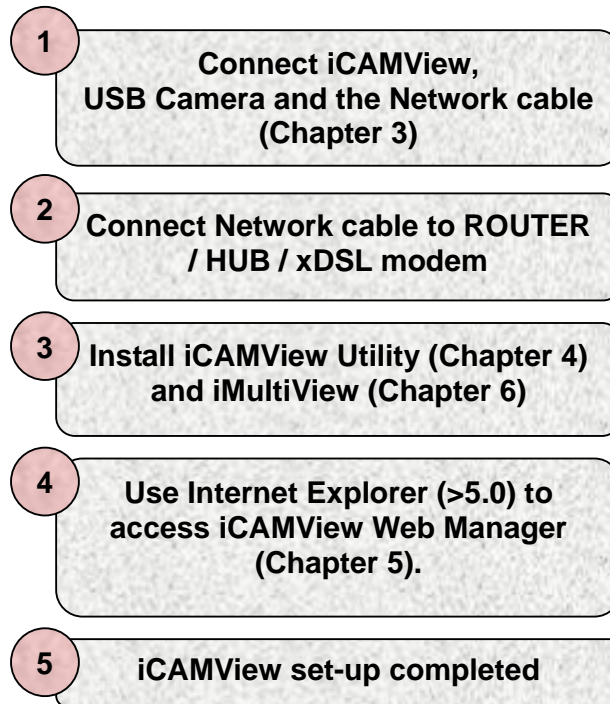 1
Connect iCAMView,
USB Camera and the Network cable
(Chapter 3)
2
Connect Network cable to ROUTER
/ HUB / xDSL modem
3
Install iCAMView Utility (Chapter 4)
and iMultiView (Chapter 6)
4
Use Internet Explorer (>5.0) to
access iCAMView Web Manager
(Chapter 5).
5
iCAMView set-up completed